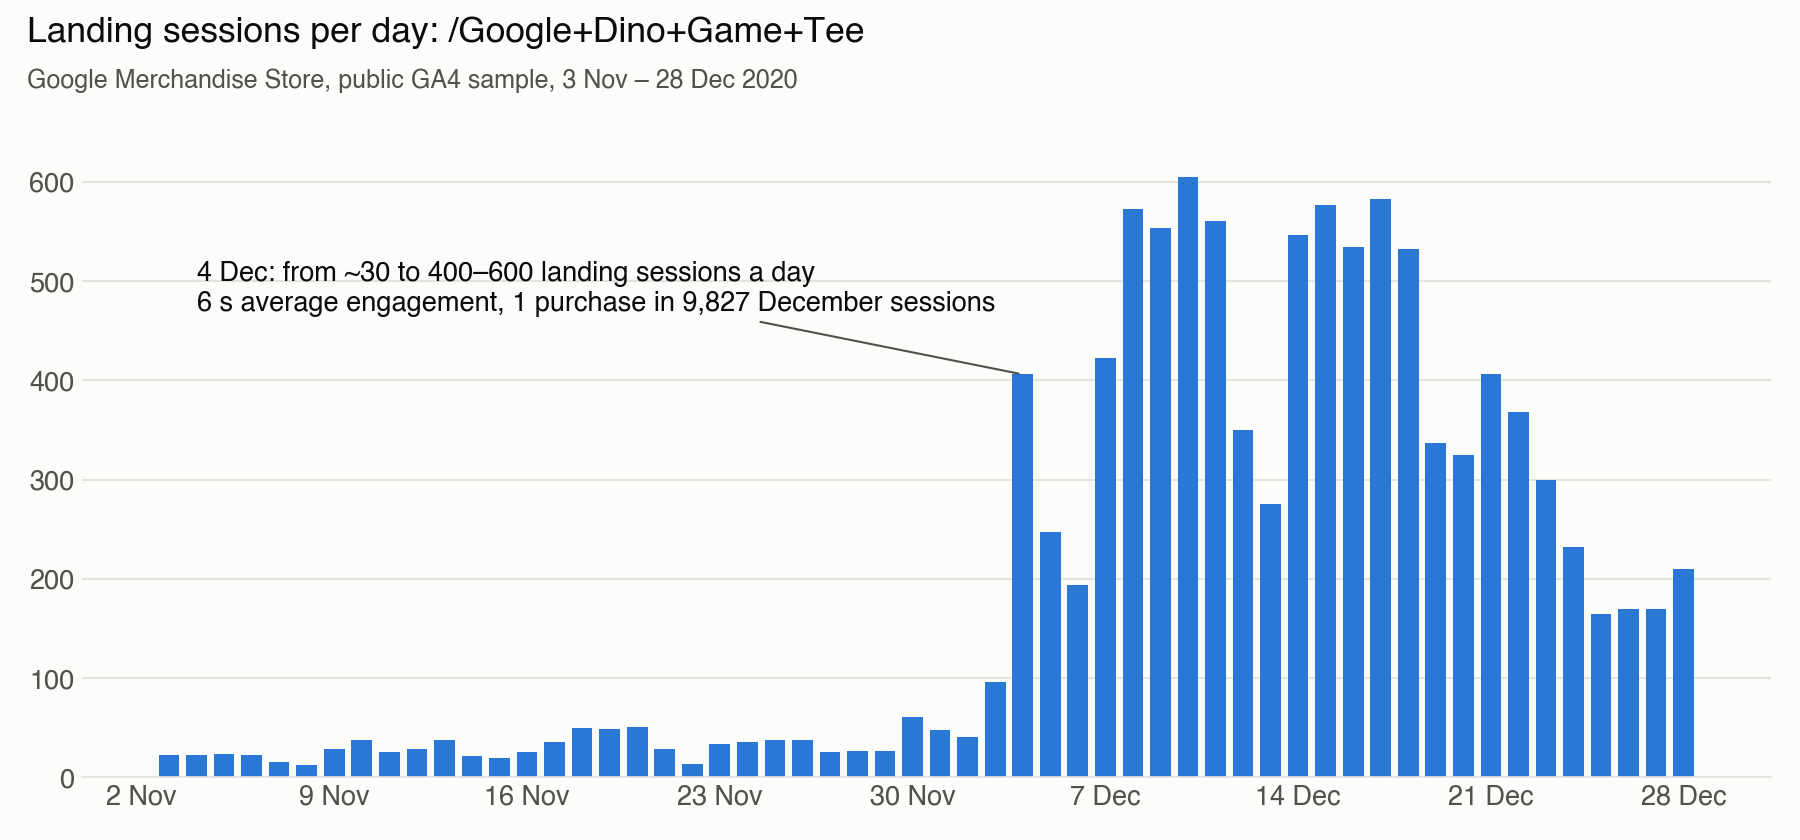 Landing sessions per day: /Google+Dino+Game+Tee
Google Merchandise Store, public GA4 sample, 3 Nov – 28 Dec 2020
600
500
400
300
200
100
0
4 Dec: from ~30 to 400–600 landing sessions a day
6 s average engagement, 1 purchase in 9,827 December sessions
2 Nov
9 Nov
16 Nov
23 Nov
30 Nov
7 Dec
14 Dec
21 Dec
28 Dec